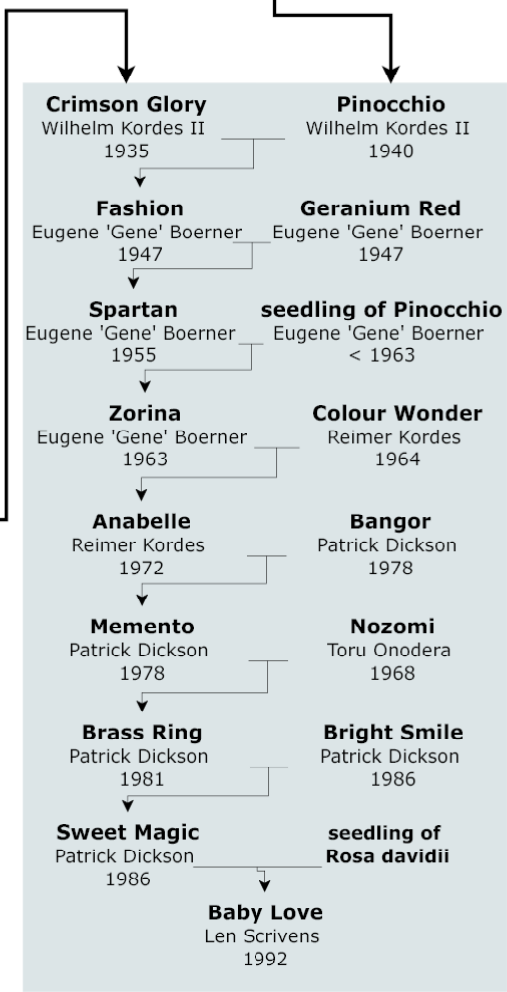 Crimson Glory
Wilhelm Kordes II
1935
Pinocchio
Wilhelm Kordes II
1940
Fashion
Eugene 'Gene' Boerner
1947
Geranium Red
Eugene 'Gene' Boerner
1947
Spartan
Eugene 'Gene' Boerner
1955
seedling of Pinocchio
Eugene 'Gene' Boerner
< 1963
Zorina
Eugene 'Gene' Boerner
1963
Colour Wonder
Reimer Kordes
1964
Anabelle
Reimer Kordes
1972
Bangor
Patrick Dickson
1978
Memento
Patrick Dickson
1978
Nozomi
Toru Onodera
1968
Brass Ring
Patrick Dickson
1981
Bright Smile
Patrick Dickson
1986
Sweet Magic
Patrick Dickson
1986
seedling of
Rosa davidii
Baby Love
Len Scrivens
1992